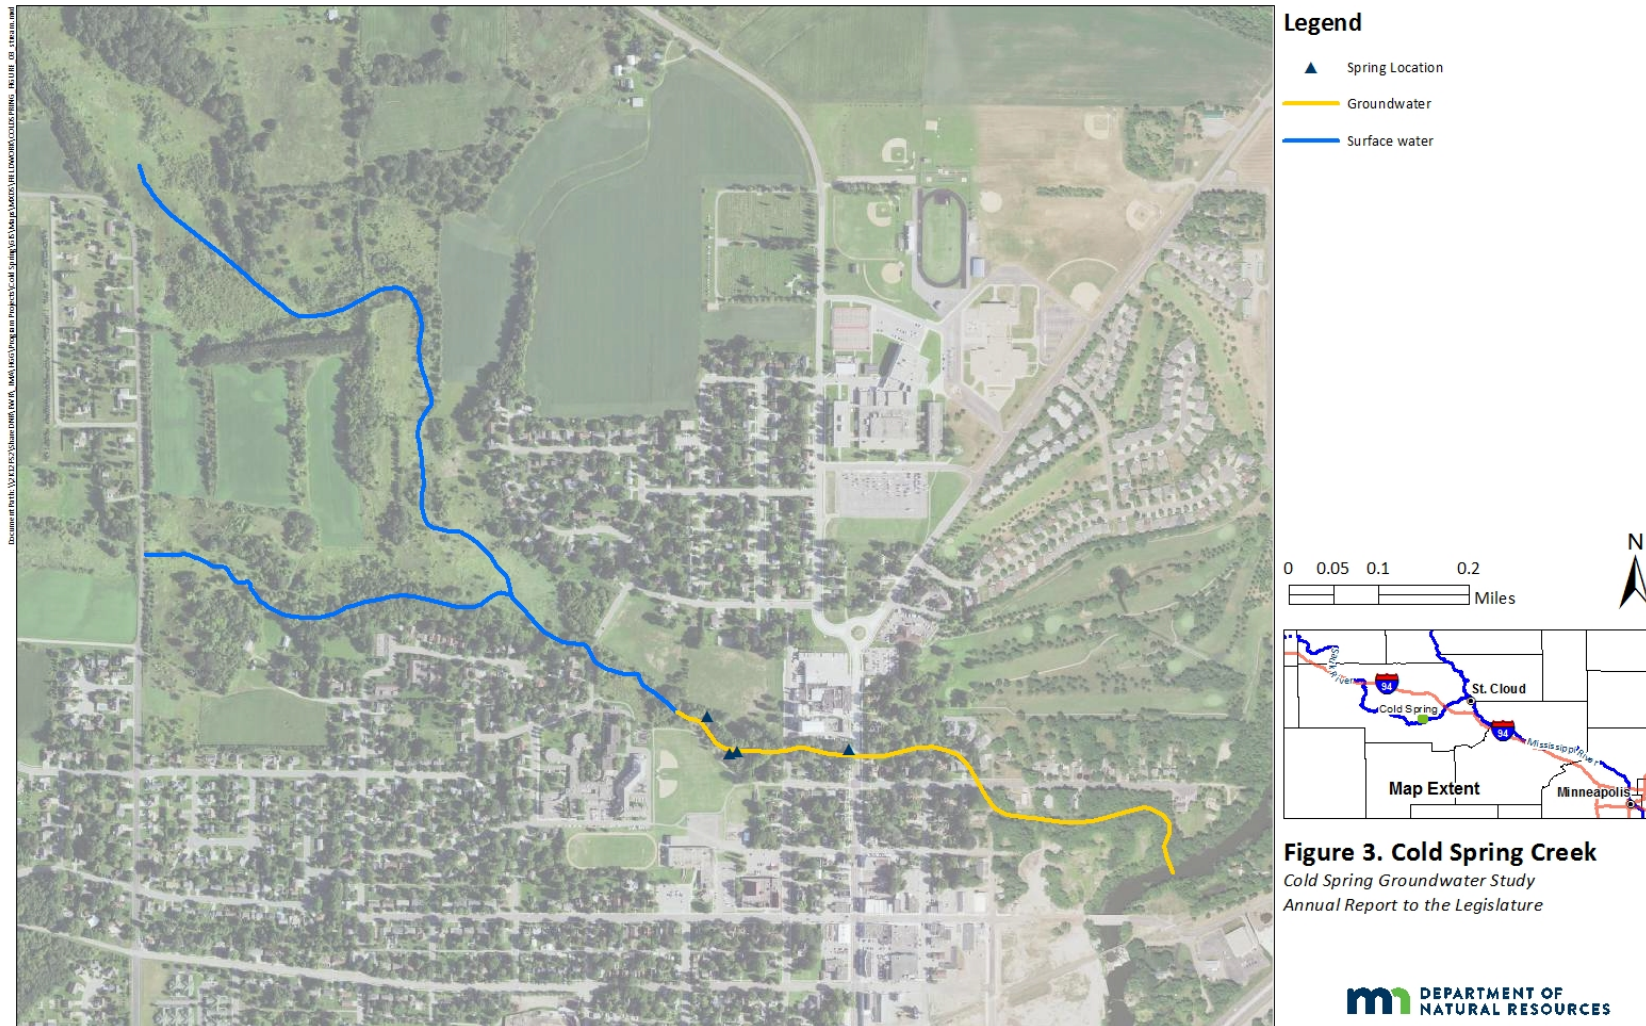 Legend
Spring Location
Groundwater
Surface water
N
0 0.05 0.1 0.2
Miles
Sauk River
94
St. Cloud
Cold Spring
94
Mississippi River
Map Extent
Minneapolis
Figure 3. Cold Spring Creek
Cold Spring Groundwater Study
Annual Report to the Legislature
DEPARTMENT OF
NATURAL RESOURCES